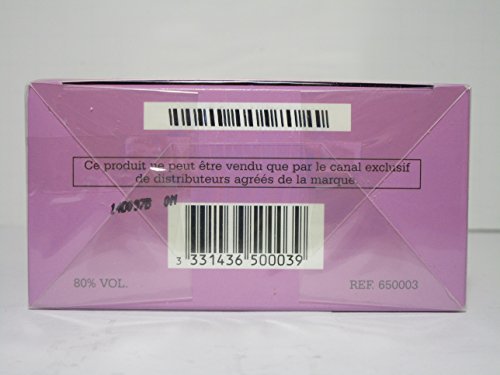 Ce produit ne peut être vendu que par le canal exclusif
de distributeurs agréés de la marque.
3 331436 500039
80% VOL.
REF. 650003